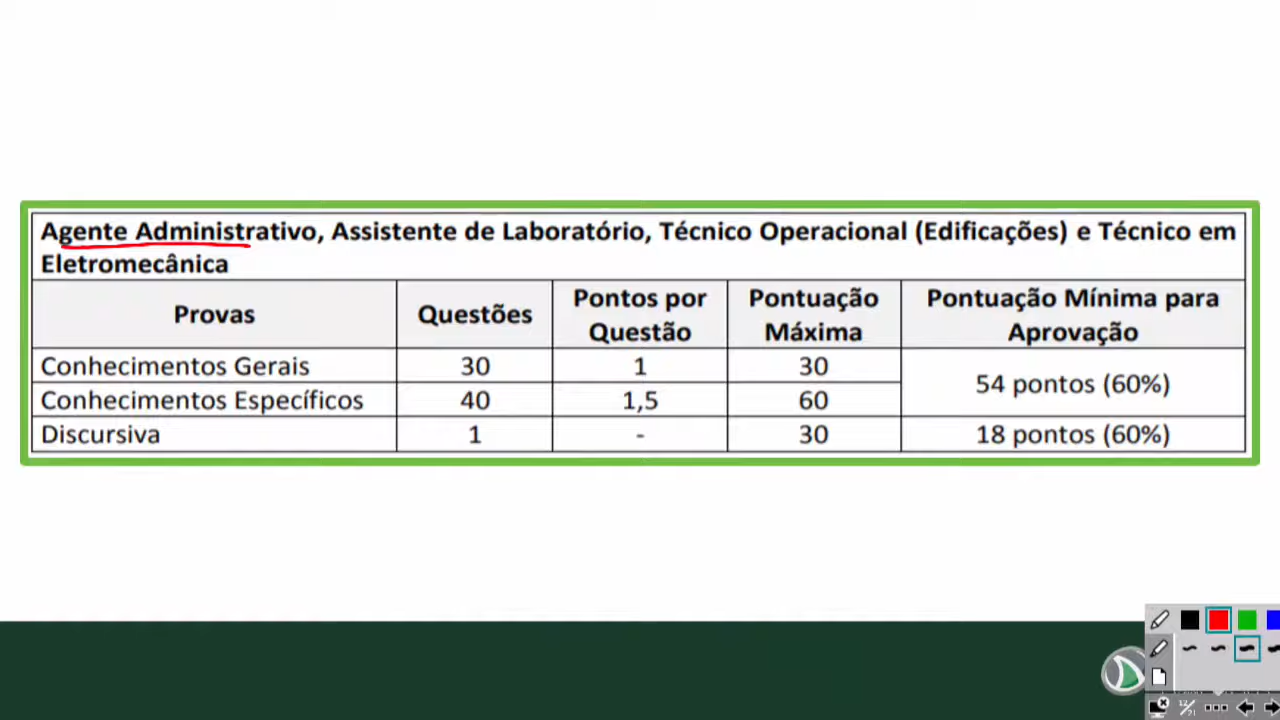 Agente Administrativo, Assistente de Laboratório, Técnico Operacional (Edificações) e Técnico em
Eletromecânica
Provas Questões Pontos por Questão Pontuação Máxima Pontuação Mínima para Aprovação
Conhecimentos Gerais 30 1 30 54 pontos (60%)
Conhecimentos Específicos 40 1,5 60
Discursiva 1 - 30 18 pontos (60%)